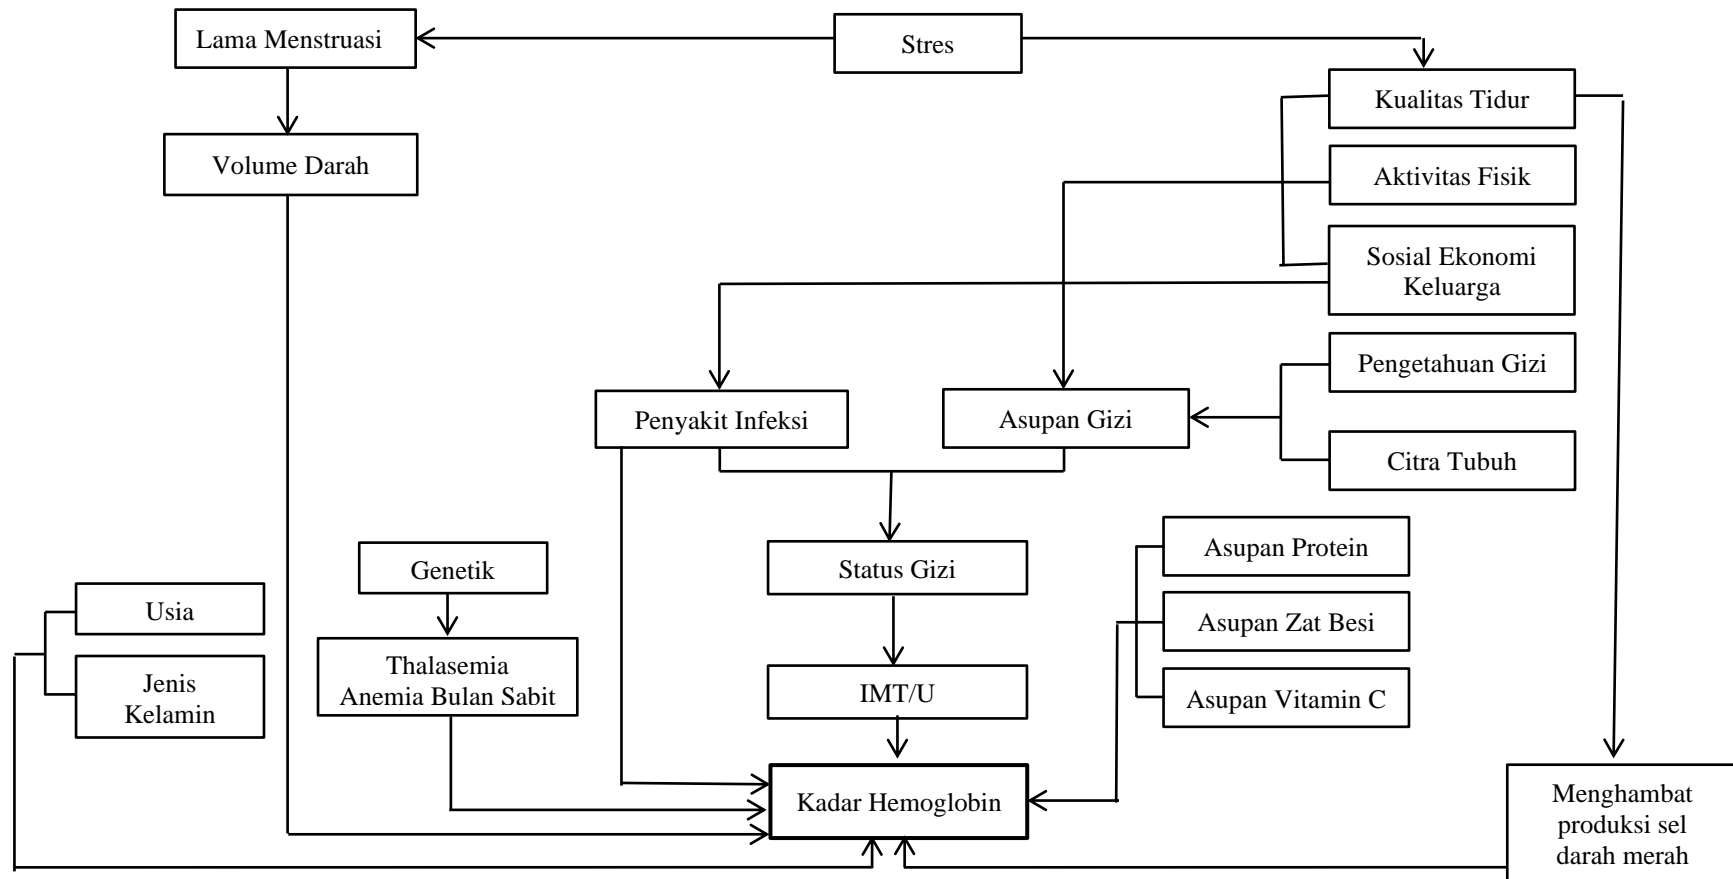 Lama Menstruasi
Stres
Kualitas Tidur
Volume Darah
Aktivitas Fisik
Sosial Ekonomi
Keluarga
Pengetahuan Gizi
Penyakit Infeksi
Asupan Gizi
Citra Tubuh
Asupan Protein
Genetik
Status Gizi
Usia
Asupan Zat Besi
Thalasemia
Anemia Bulan Sabit
Jenis
Kelamin
IMT/U
Asupan Vitamin C
Kadar Hemoglobin
Menghambat
produksi sel
darah merah